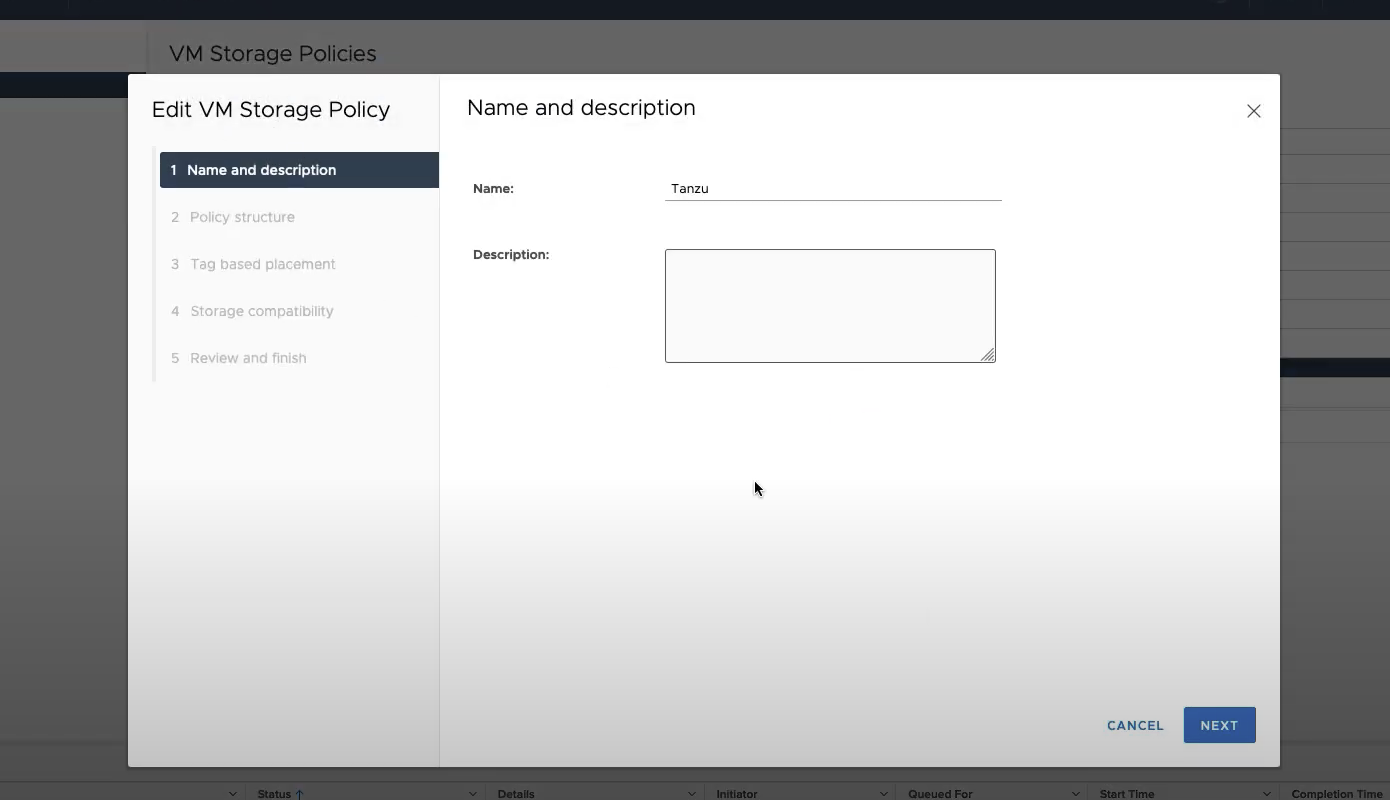 VM Storage Policies
Edit VM Storage Policy
1 Name and description
2 Policy structure
3 Tag based placement
4 Storage compatibility
5 Review and finish
Name and description
Name: Tanzu
Description:
CANCEL NEXT
Status Details Initiator Queued For Start Time Completion Time